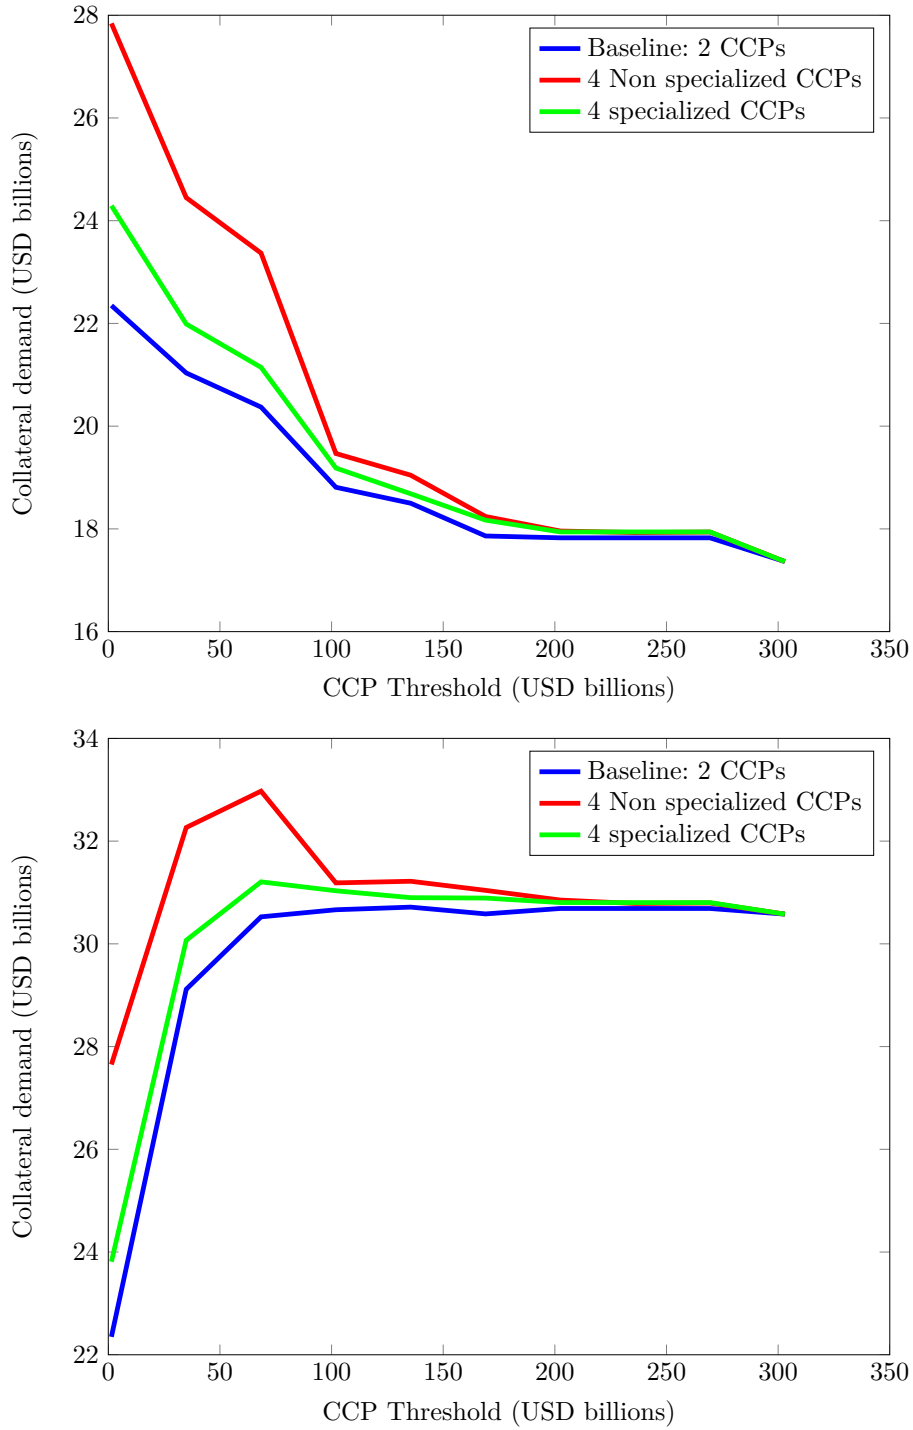 28
26
24
22
20
18
16
0 50 100 150 200 250 300 350
Collateral demand (USD billions)
CCP Threshold (USD billions)
Baseline: 2 CCPs
4 Non specialized CCPs
4 specialized CCPs
34
32
30
28
26
24
22
0 50 100 150 200 250 300 350
Collateral demand (USD billions)
CCP Threshold (USD billions)
Baseline: 2 CCPs
4 Non specialized CCPs
4 specialized CCPs